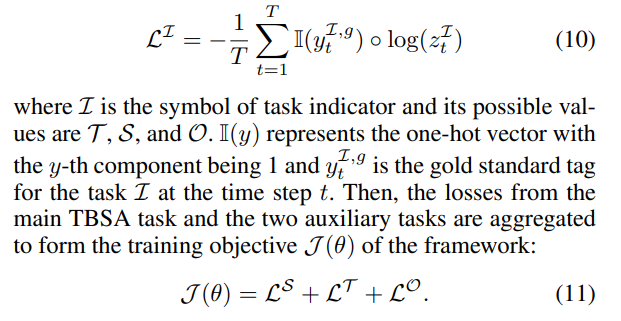 $$\mathcal{L}^{\mathcal{I}} = -\frac{1}{T}\sum_{t=1}^{T}\mathbb{I}(y_t^{\mathcal{I},g}) \circ \log(z_t^{\mathcal{I}}) \quad (10)$$
where $\mathcal{I}$ is the symbol of task indicator and its possible val-
ues are $\mathcal{T}$, $\mathcal{S}$, and $\mathcal{O}$. $\mathbb{I}(y)$ represents the one-hot vector with
the $y$-th component being 1 and $y_t^{\mathcal{I},g}$ is the gold standard tag
for the task $\mathcal{I}$ at the time step $t$. Then, the losses from the
main TBSA task and the two auxiliary tasks are aggregated
to form the training objective $\mathcal{J}(\theta)$ of the framework:
$$\mathcal{J}(\theta) = \mathcal{L}^{\mathcal{S}} + \mathcal{L}^{\mathcal{T}} + \mathcal{L}^{\mathcal{O}}. \quad (11)$$